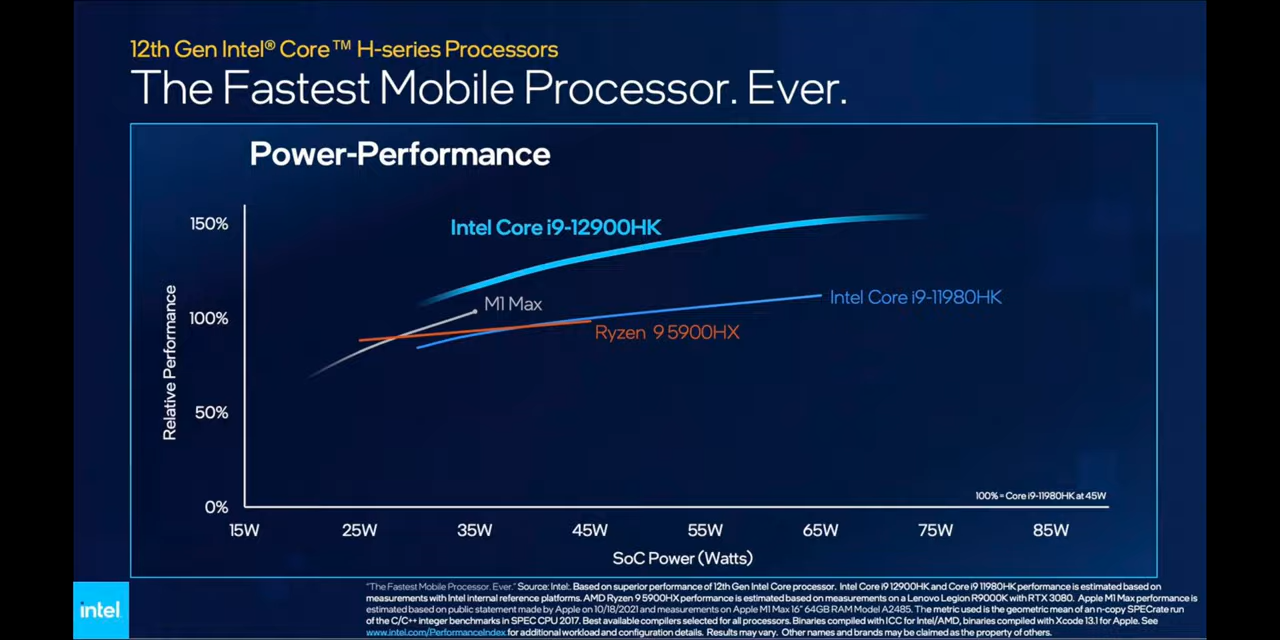 12th Gen Intel® Core™ H-series Processors
The Fastest Mobile Processor. Ever.
Power-Performance
150%
100%
50%
0%
Relative Performance
Intel Core i9-12900HK
M1 Max
Intel Core i9-11980HK
Ryzen 9 5900HX
100% = Core i9-11980HK at 45W
15W 25W 35W 45W 55W 65W 75W 85W
SoC Power (Watts)
intel.
"The Fastest Mobile Processor. Ever." Source: Intel. Based on superior performance of 12th Gen Intel Core processor. Intel Core i9 12900HK and Core i9 11980HK performance is estimated based on
measurements with Intel internal reference platforms. AMD Ryzen 9 5900HX performance is estimated based on measurements on a Lenovo Legion R9000K with RTX 3080. Apple M1 Max performance is
estimated based on public statement made by Apple on 10/18/2021 and measurements on Apple M1 Max 16" 64GB RAM Model A2485. The metric used is the geometric mean of an n-copy SPECrate run
of the C/C++ integer benchmarks in SPEC CPU 2017. Best available compilers selected for all processors. Binaries compiled with ICC for Intel/AMD, binaries compiled with Xcode 13.1 for Apple. See
www.intel.com/PerformanceIndex for additional workload and configuration details. Results may vary. Other names and brands may be claimed as the property of others.